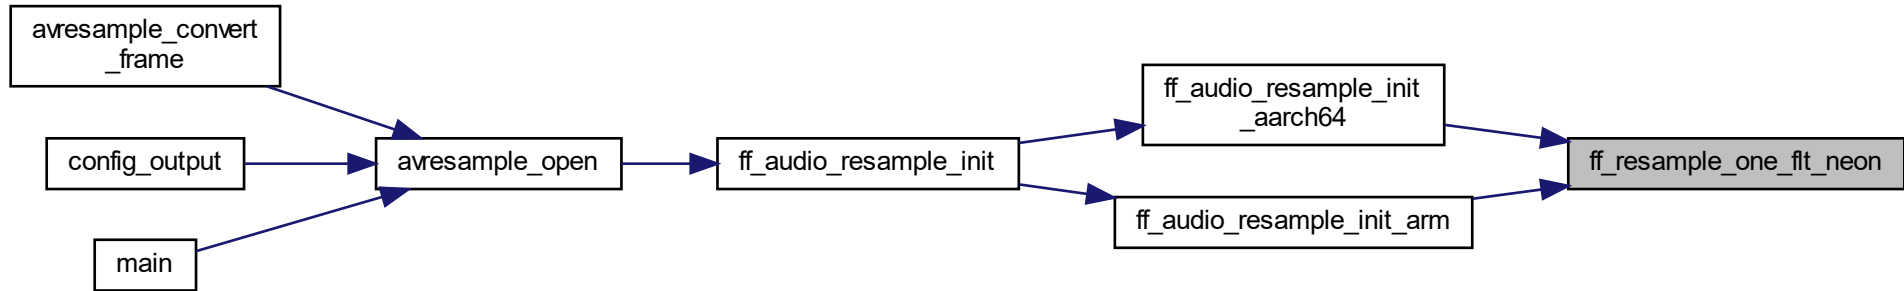 avresample_convert
_frame
config_output
main
avresample_open
ff_audio_resample_init
ff_audio_resample_init
_aarch64
ff_audio_resample_init_arm
ff_resample_one_flt_neon